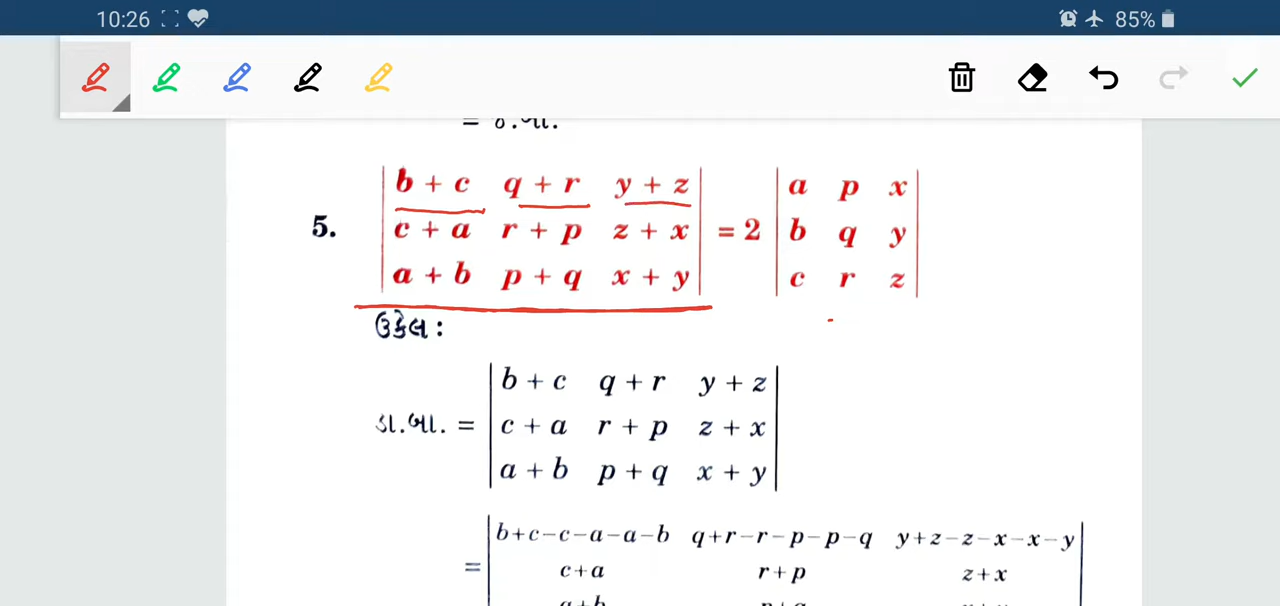 10:26 85%
5. | b + c q + r y + z | = 2 | a p x |
| c + a r + p z + x | | b q y |
| a + b p + q x + y | | c r z |
ઉકેલ :
ડા.બા. = | b + c q + r y + z |
| c + a r + p z + x |
| a + b p + q x + y |
= | b+c−c−a−a−b q+r−r−p−p−q y+z−z−x−x−y |
c+a r+p z+x